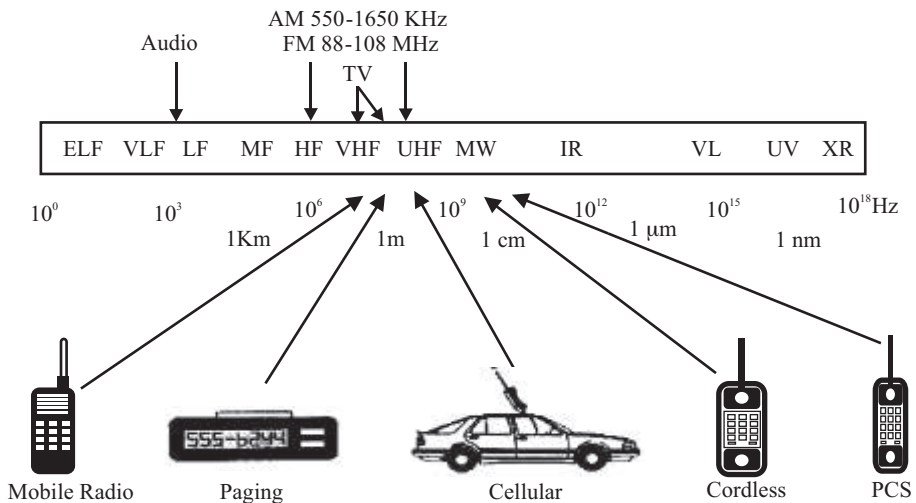 AM 550-1650 KHz
FM 88-108 MHz
Audio
TV
ELF VLF LF MF HF VHF UHF MW IR VL UV XR
10⁰ 10³ 10⁶ 10⁹ 10¹² 10¹⁵ 10¹⁸Hz
1Km 1m 1 cm 1 μm 1 nm
555-6244
Mobile Radio Paging Cellular Cordless PCS